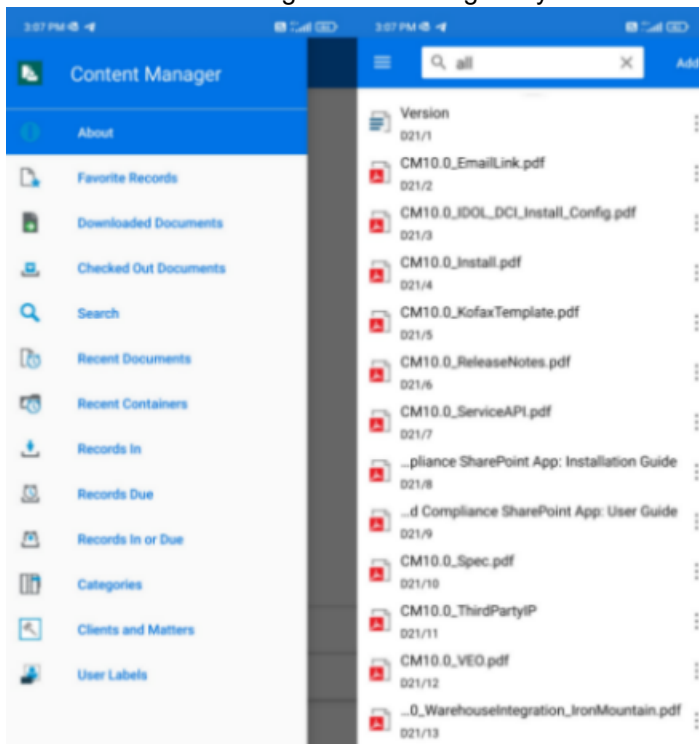 3:07 PM
Content Manager
About
Favorite Records
Downloaded Documents
Checked Out Documents
Search
Recent Documents
Recent Containers
Records In
Records Due
Records In or Due
Categories
Clients and Matters
User Labels
3:07 PM
all
Add
Version
D21/1
CM10.0_EmailLink.pdf
D21/2
CM10.0_IDOL_DCI_Install_Config.pdf
D21/3
CM10.0_Install.pdf
D21/4
CM10.0_KofaxTemplate.pdf
D21/5
CM10.0_ReleaseNotes.pdf
D21/6
CM10.0_ServiceAPI.pdf
D21/7
...pliance SharePoint App: Installation Guide
D21/8
...d Compliance SharePoint App: User Guide
D21/9
CM10.0_Spec.pdf
D21/10
CM10.0_ThirdPartyIP
D21/11
CM10.0_VEO.pdf
D21/12
...0_WarehouseIntegration_IronMountain.pdf
D21/13